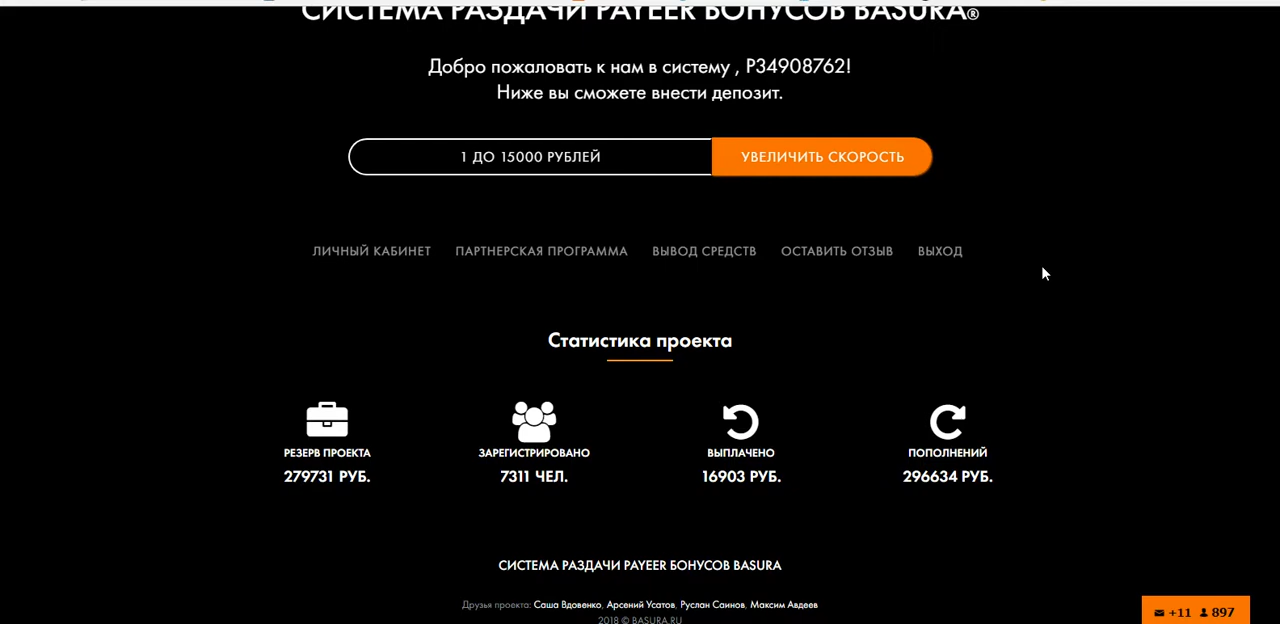 СИСТЕМА РАЗДАЧИ PAYEER БОНУСОВ BASURA®
Добро пожаловать к нам в систему , P34908762!
Ниже вы сможете внести депозит.
1 ДО 15000 РУБЛЕЙ
УВЕЛИЧИТЬ СКОРОСТЬ
ЛИЧНЫЙ КАБИНЕТ ПАРТНЕРСКАЯ ПРОГРАММА ВЫВОД СРЕДСТВ ОСТАВИТЬ ОТЗЫВ ВЫХОД
Статистика проекта
РЕЗЕРВ ПРОЕКТА ЗАРЕГИСТРИРОВАНО ВЫПЛАЧЕНО ПОПОЛНЕНИЙ
279731 РУБ. 7311 ЧЕЛ. 16903 РУБ. 296634 РУБ.
СИСТЕМА РАЗДАЧИ PAYEER БОНУСОВ BASURA
Друзья проекта: Саша Вдовенко, Арсений Усатов, Руслан Саинов, Максим Авдеев
2018 © BASURA.RU
+11 897